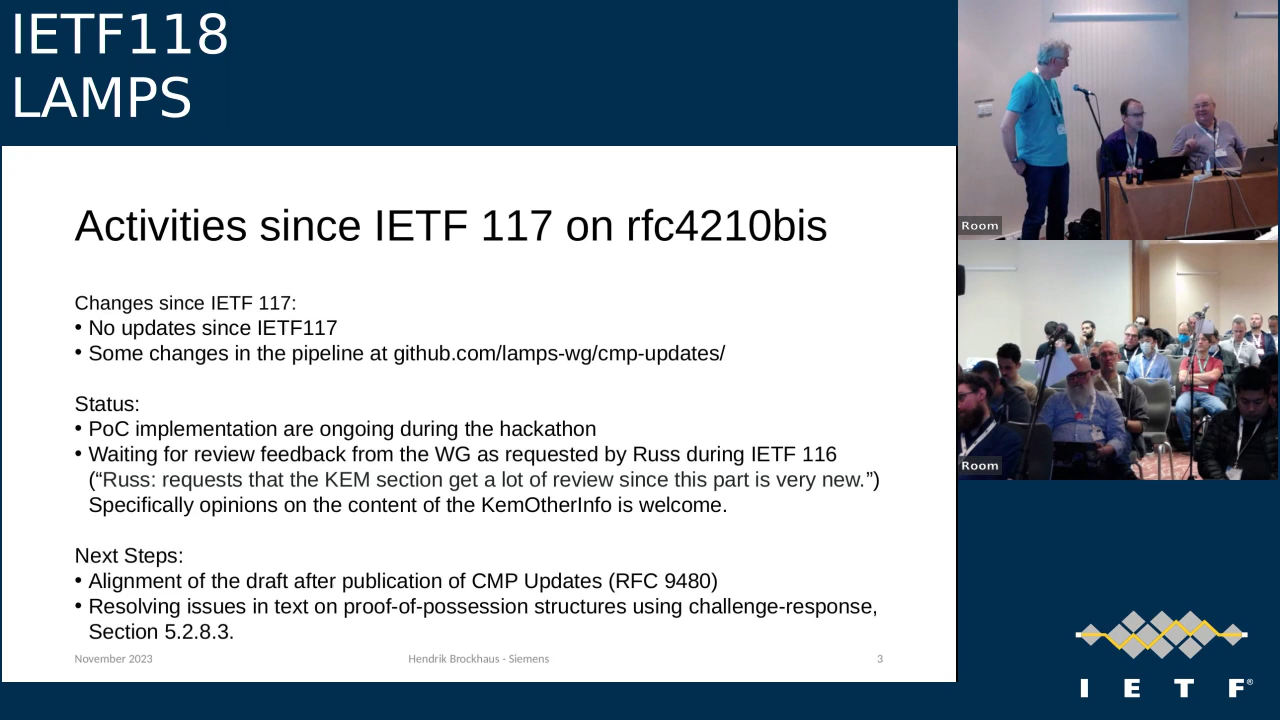 IETF118
LAMPS
Activities since IETF 117 on rfc4210bis
Changes since IETF 117:
• No updates since IETF117
• Some changes in the pipeline at github.com/lamps-wg/cmp-updates/
Status:
• PoC implementation are ongoing during the hackathon
• Waiting for review feedback from the WG as requested by Russ during IETF 116
(“Russ: requests that the KEM section get a lot of review since this part is very new.”)
Specifically opinions on the content of the KemOtherInfo is welcome.
Next Steps:
• Alignment of the draft after publication of CMP Updates (RFC 9480)
• Resolving issues in text on proof-of-possession structures using challenge-response,
Section 5.2.8.3.
November 2023 Hendrik Brockhaus - Siemens 3
Room
Room
I E T F®